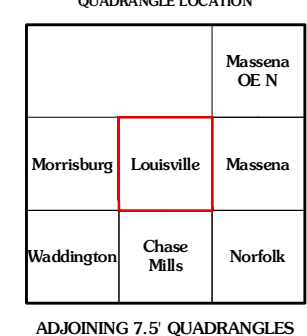 QUADRANGLE LOCATION
Massena
OE N
Morrisburg
Louisville
Massena
Waddington
Chase
Mills
Norfolk
ADJOINING 7.5' QUADRANGLES